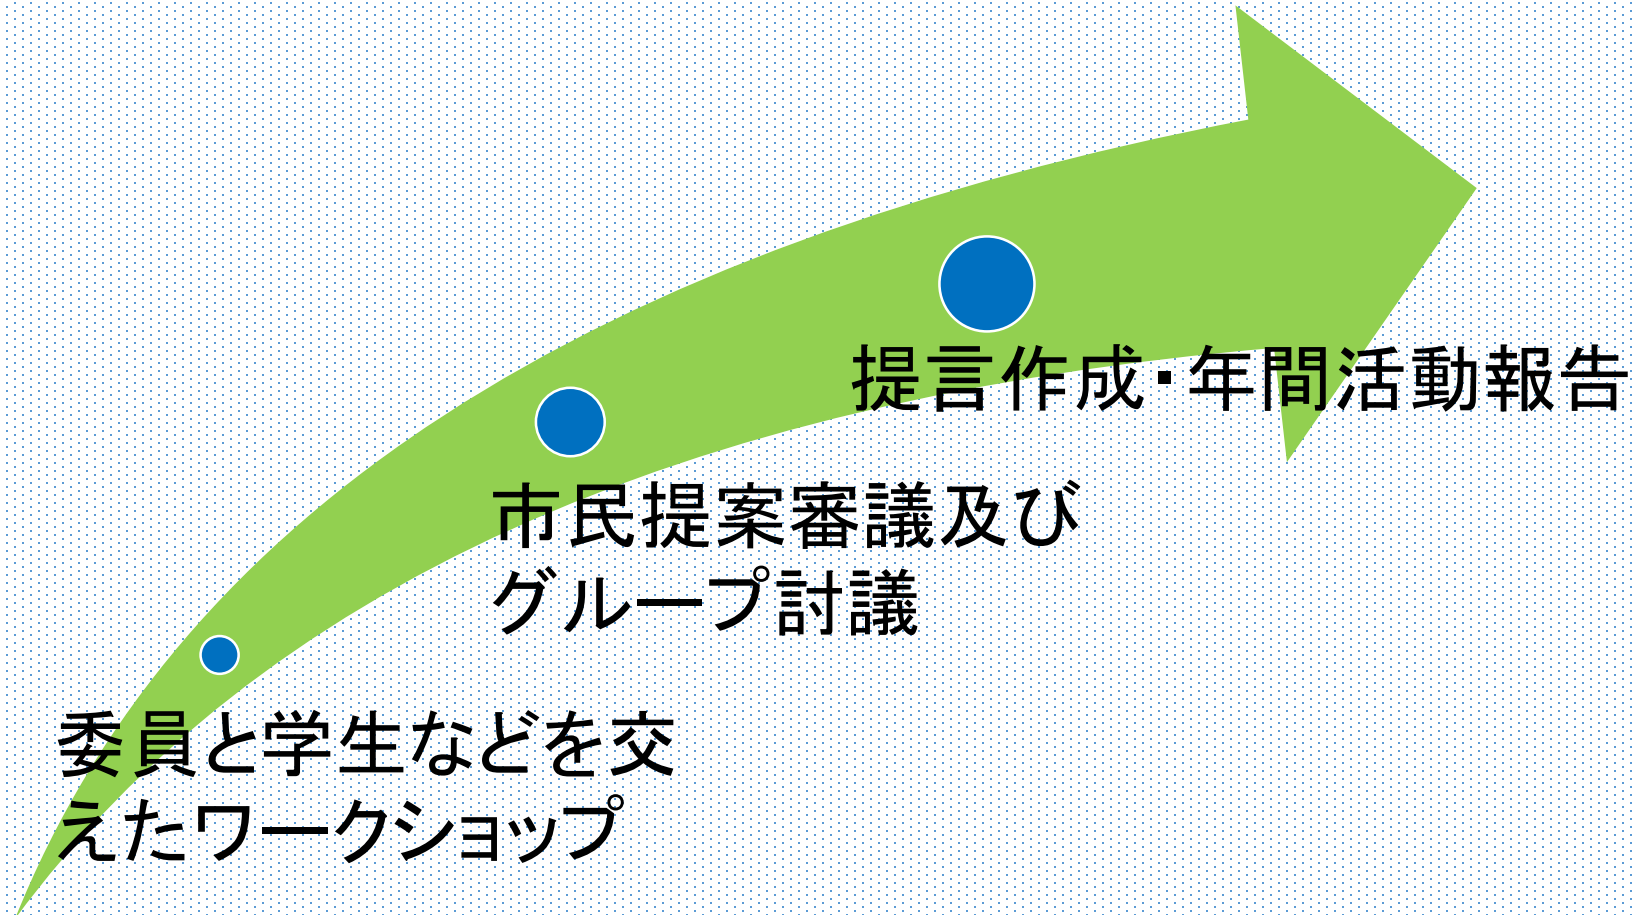 提言作成・年間活動報告
市民提案審議及び
グループ討議
委員と学生などを交
えたワークショップ